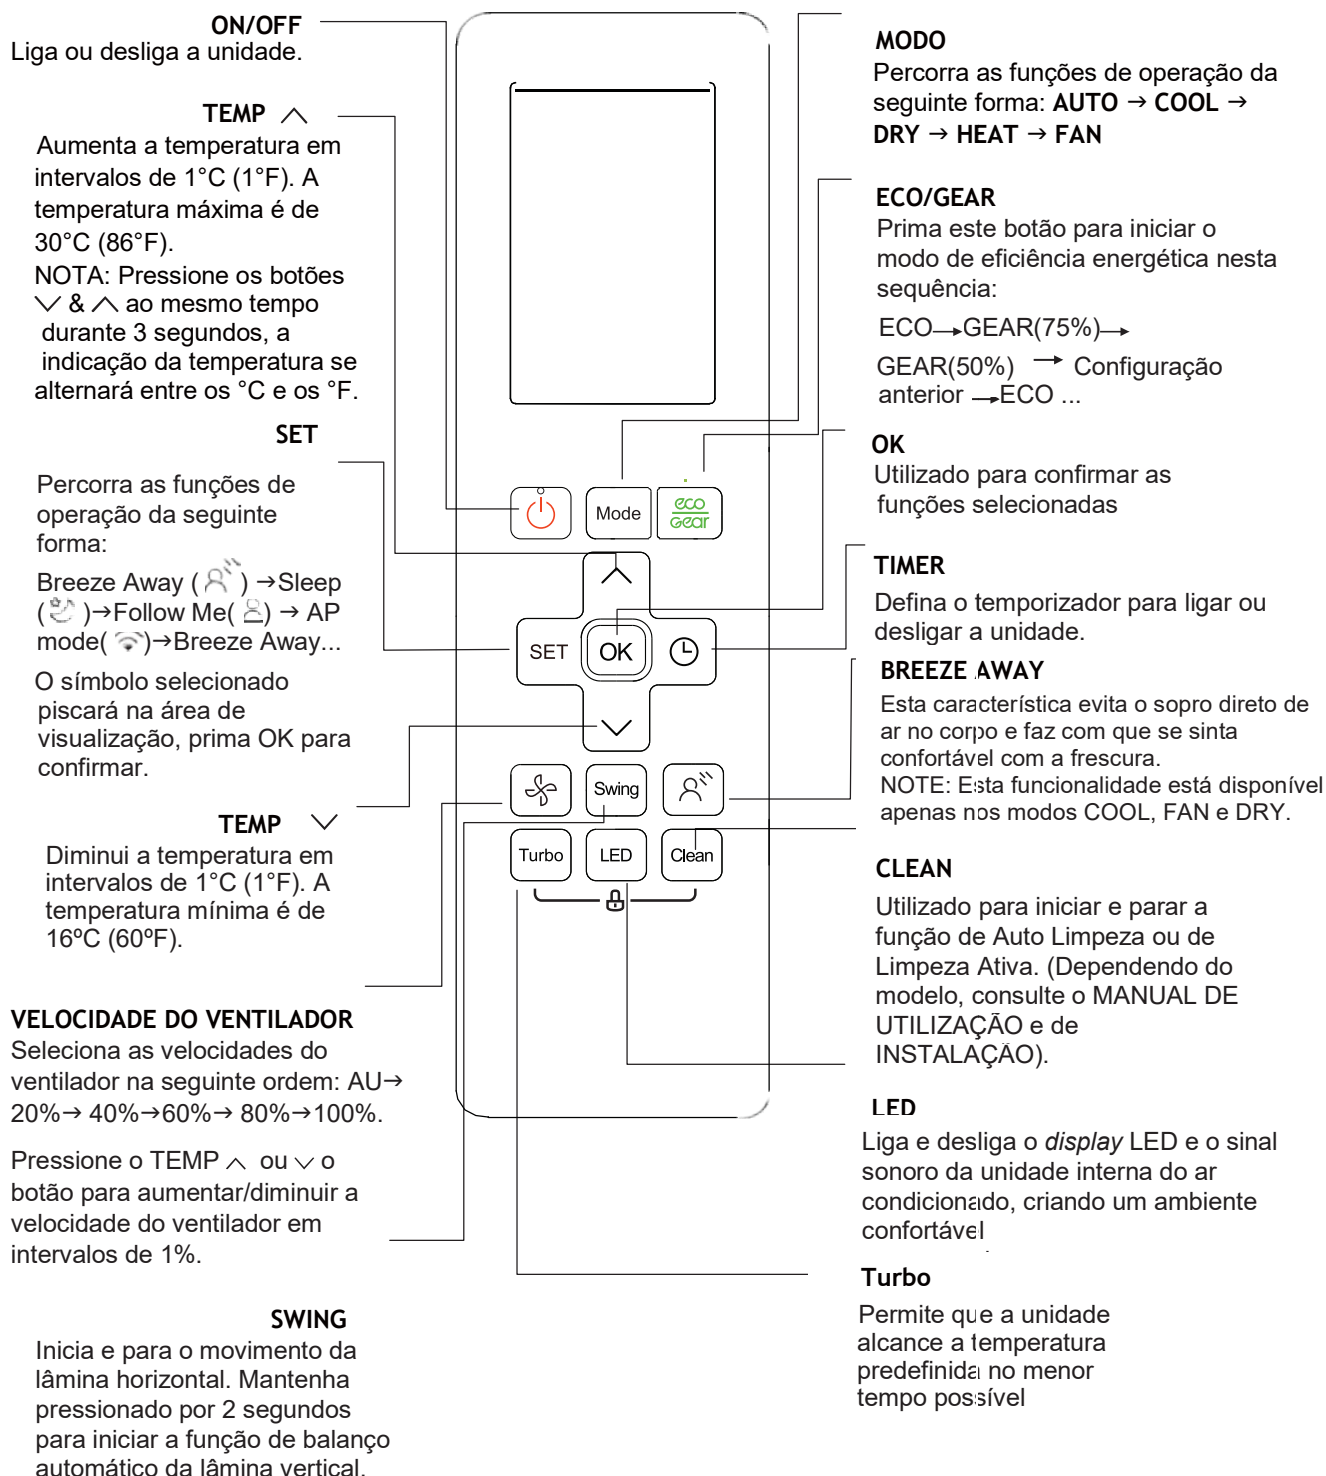 ON/OFF
Liga ou desliga a unidade.
TEMP
Aumenta a temperatura em
intervalos de 1°C (1°F). A
temperatura máxima é de
30°C (86°F).
NOTA: Pressione os botões
& ao mesmo tempo
durante 3 segundos, a
indicação da temperatura se
alternará entre os °C e os °F.
SET
Percorra as funções de
operação da seguinte
forma:
Breeze Away ( ) →Sleep
( )→Follow Me( ) → AP
mode( )→Breeze Away...
O símbolo selecionado
piscará na área de
visualização, prima OK para
confirmar.
TEMP
Diminui a temperatura em
intervalos de 1°C (1°F). A
temperatura mínima é de
16ºC (60ºF).
VELOCIDADE DO VENTILADOR
Seleciona as velocidades do
ventilador na seguinte ordem: AU→
20%→ 40%→60%→ 80%→100%.
Pressione o TEMP ou o
botão para aumentar/diminuir a
velocidade do ventilador em
intervalos de 1%.
SWING
Inicia e para o movimento da
lâmina horizontal. Mantenha
pressionado por 2 segundos
para iniciar a função de balanço
automático da lâmina vertical.
Mode
eco
Gear
SET
OK
Swing
Turbo
LED
Clean
MODO
Percorra as funções de operação da
seguinte forma: AUTO → COOL →
DRY → HEAT → FAN
ECO/GEAR
Prima este botão para iniciar o
modo de eficiência energética nesta
sequência:
ECO→GEAR(75%)→
GEAR(50%) → Configuração
anterior →ECO ...
OK
Utilizado para confirmar as
funções selecionadas
TIMER
Defina o temporizador para ligar ou
desligar a unidade.
BREEZE AWAY
Esta característica evita o sopro direto de
ar no corpo e faz com que se sinta
confortável com a frescura.
NOTE: Esta funcionalidade está disponível
apenas nos modos COOL, FAN e DRY.
CLEAN
Utilizado para iniciar e parar a
função de Auto Limpeza ou de
Limpeza Ativa. (Dependendo do
modelo, consulte o MANUAL DE
UTILIZAÇÃO e de
INSTALAÇÃO).
LED
Liga e desliga o display LED e o sinal
sonoro da unidade interna do ar
condicionado, criando um ambiente
confortável
Turbo
Permite que a unidade
alcance a temperatura
predefinida no menor
tempo possível